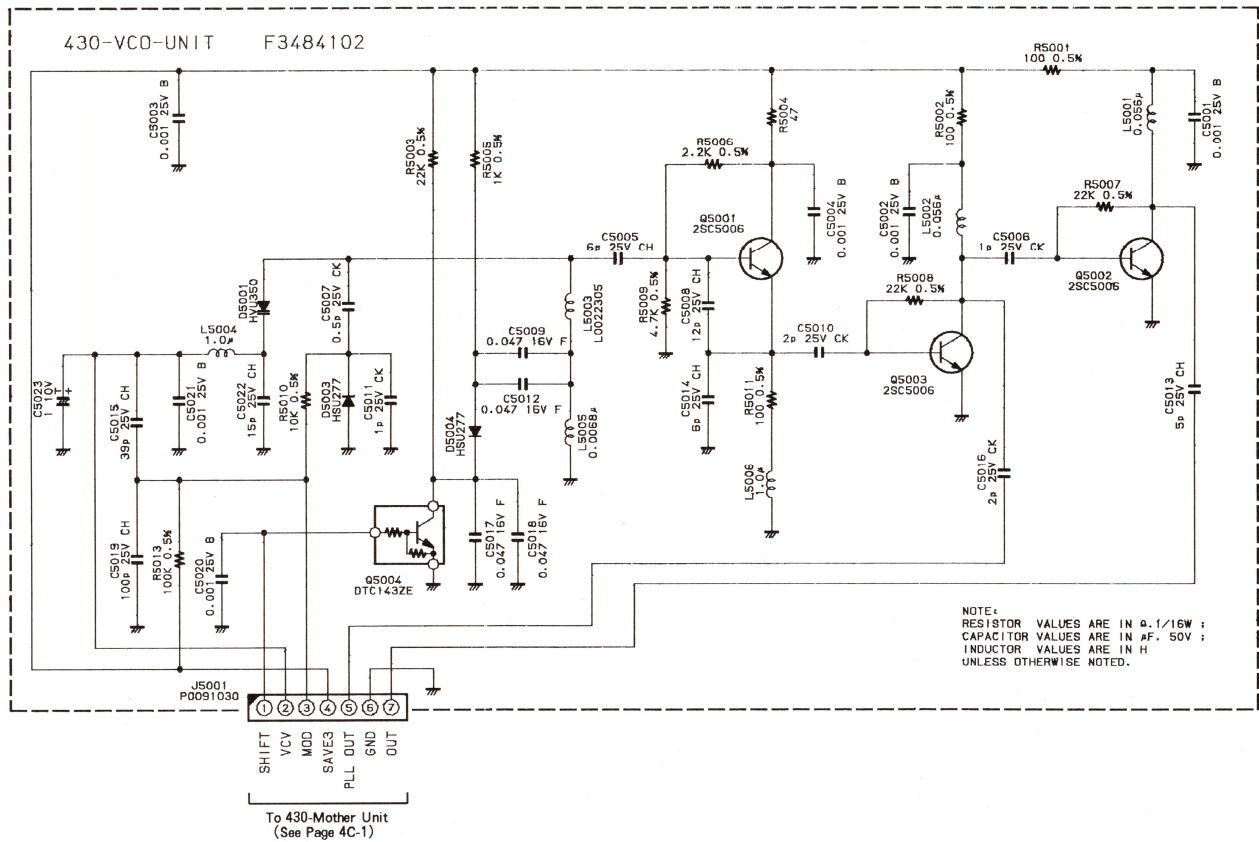 430-VCO-UNIT F3484102
R5001
100 0.5%
C5003
0.001 25V B
R5003
22K 0.5%
R5005
1K 0.5%
R5004
47
R5002
100 0.5%
L5001
0.056µ
C5001
0.001 25V B
R5006
2.2K 0.5%
C5004
0.001 25V B
C5002
0.001 25V B
L5002
0.056µ
R5007
22K 0.5%
Q5001
2SC5006
C5005
6p 25V CH
C5006
1p 25V CK
Q5002
2SC5006
D5001
HVU350
C5007
0.5p 25V CK
L5003
L0022305
R5009
4.7K 0.5%
C5008
12p 25V CH
R5008
22K 0.5%
L5004
1.0µ
C5009
0.047 16V F
C5010
2p 25V CK
Q5003
2SC5006
C5023
1 10V
T
+
C5015
39p 25V CH
C5021
0.001 25V B
C5022
15p 25V CH
R5010
10K 0.5%
D5003
HSU277
C5011
1p 25V CK
C5012
0.047 16V F
D5004
HSU277
L5005
0.0068µ
C5014
6p 25V CH
R5011
100 0.5%
C5013
5p 25V CH
L5006
1.0µ
C5016
2p 25V CK
C5019
100p 25V CH
R5013
100K 0.5%
C5020
0.001 25V B
Q5004
DTC143ZE
C5017
0.047 16V F
C5018
0.047 16V F
NOTE:
RESISTOR VALUES ARE IN Ω. 1/16W ;
CAPACITOR VALUES ARE IN µF. 50V ;
INDUCTOR VALUES ARE IN H
UNLESS OTHERWISE NOTED.
J5001
P0091030
1 2 3 4 5 6 7
SHIFT
VCV
MOD
SAVE3
PLL OUT
GND
OUT
To 430-Mother Unit
(See Page 4C-1)